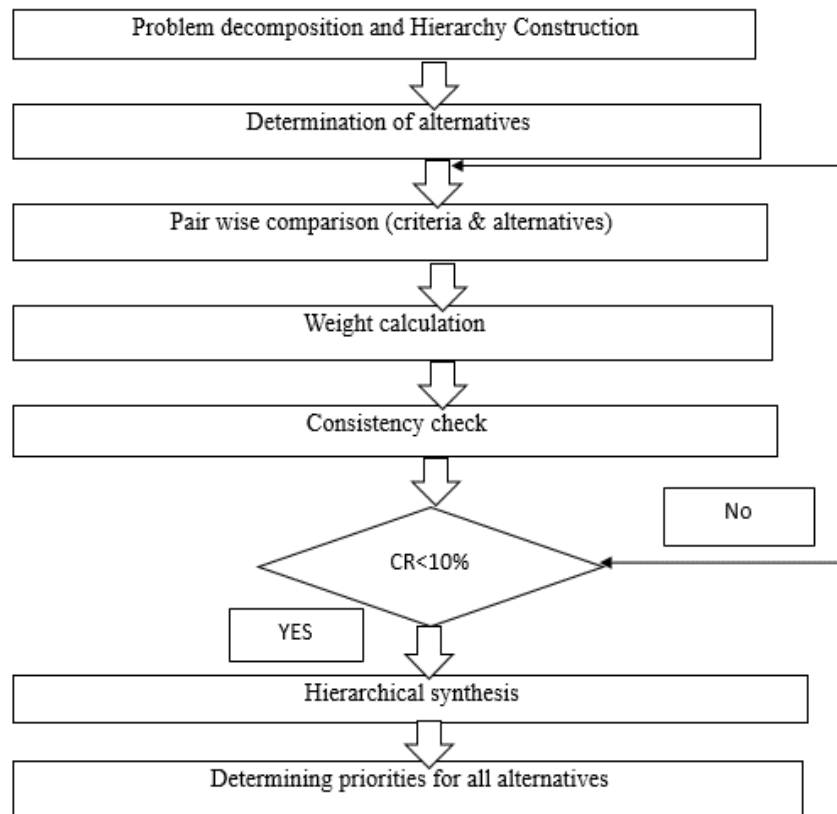 Problem decomposition and Hierarchy Construction
Determination of alternatives
Pair wise comparison (criteria & alternatives)
Weight calculation
Consistency check
No
CR<10%
YES
Hierarchical synthesis
Determining priorities for all alternatives